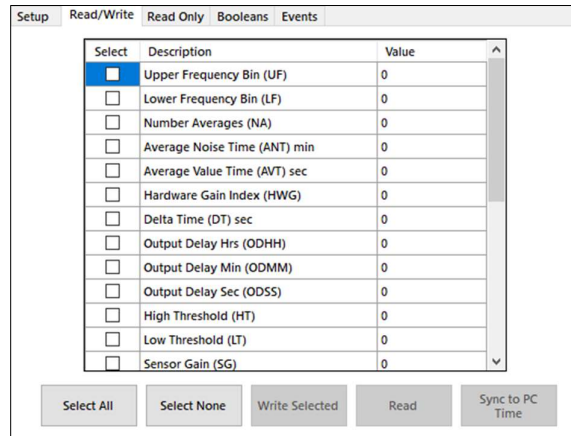 Setup Read/Write Read Only Booleans Events
Select Description Value
Upper Frequency Bin (UF) 0
Lower Frequency Bin (LF) 0
Number Averages (NA) 0
Average Noise Time (ANT) min 0
Average Value Time (AVT) sec 0
Hardware Gain Index (HWG) 0
Delta Time (DT) sec 0
Output Delay Hrs (ODHH) 0
Output Delay Min (ODMM) 0
Output Delay Sec (ODSS) 0
High Threshold (HT) 0
Low Threshold (LT) 0
Sensor Gain (SG) 0
Select All Select None Write Selected Read Sync to PC
Time